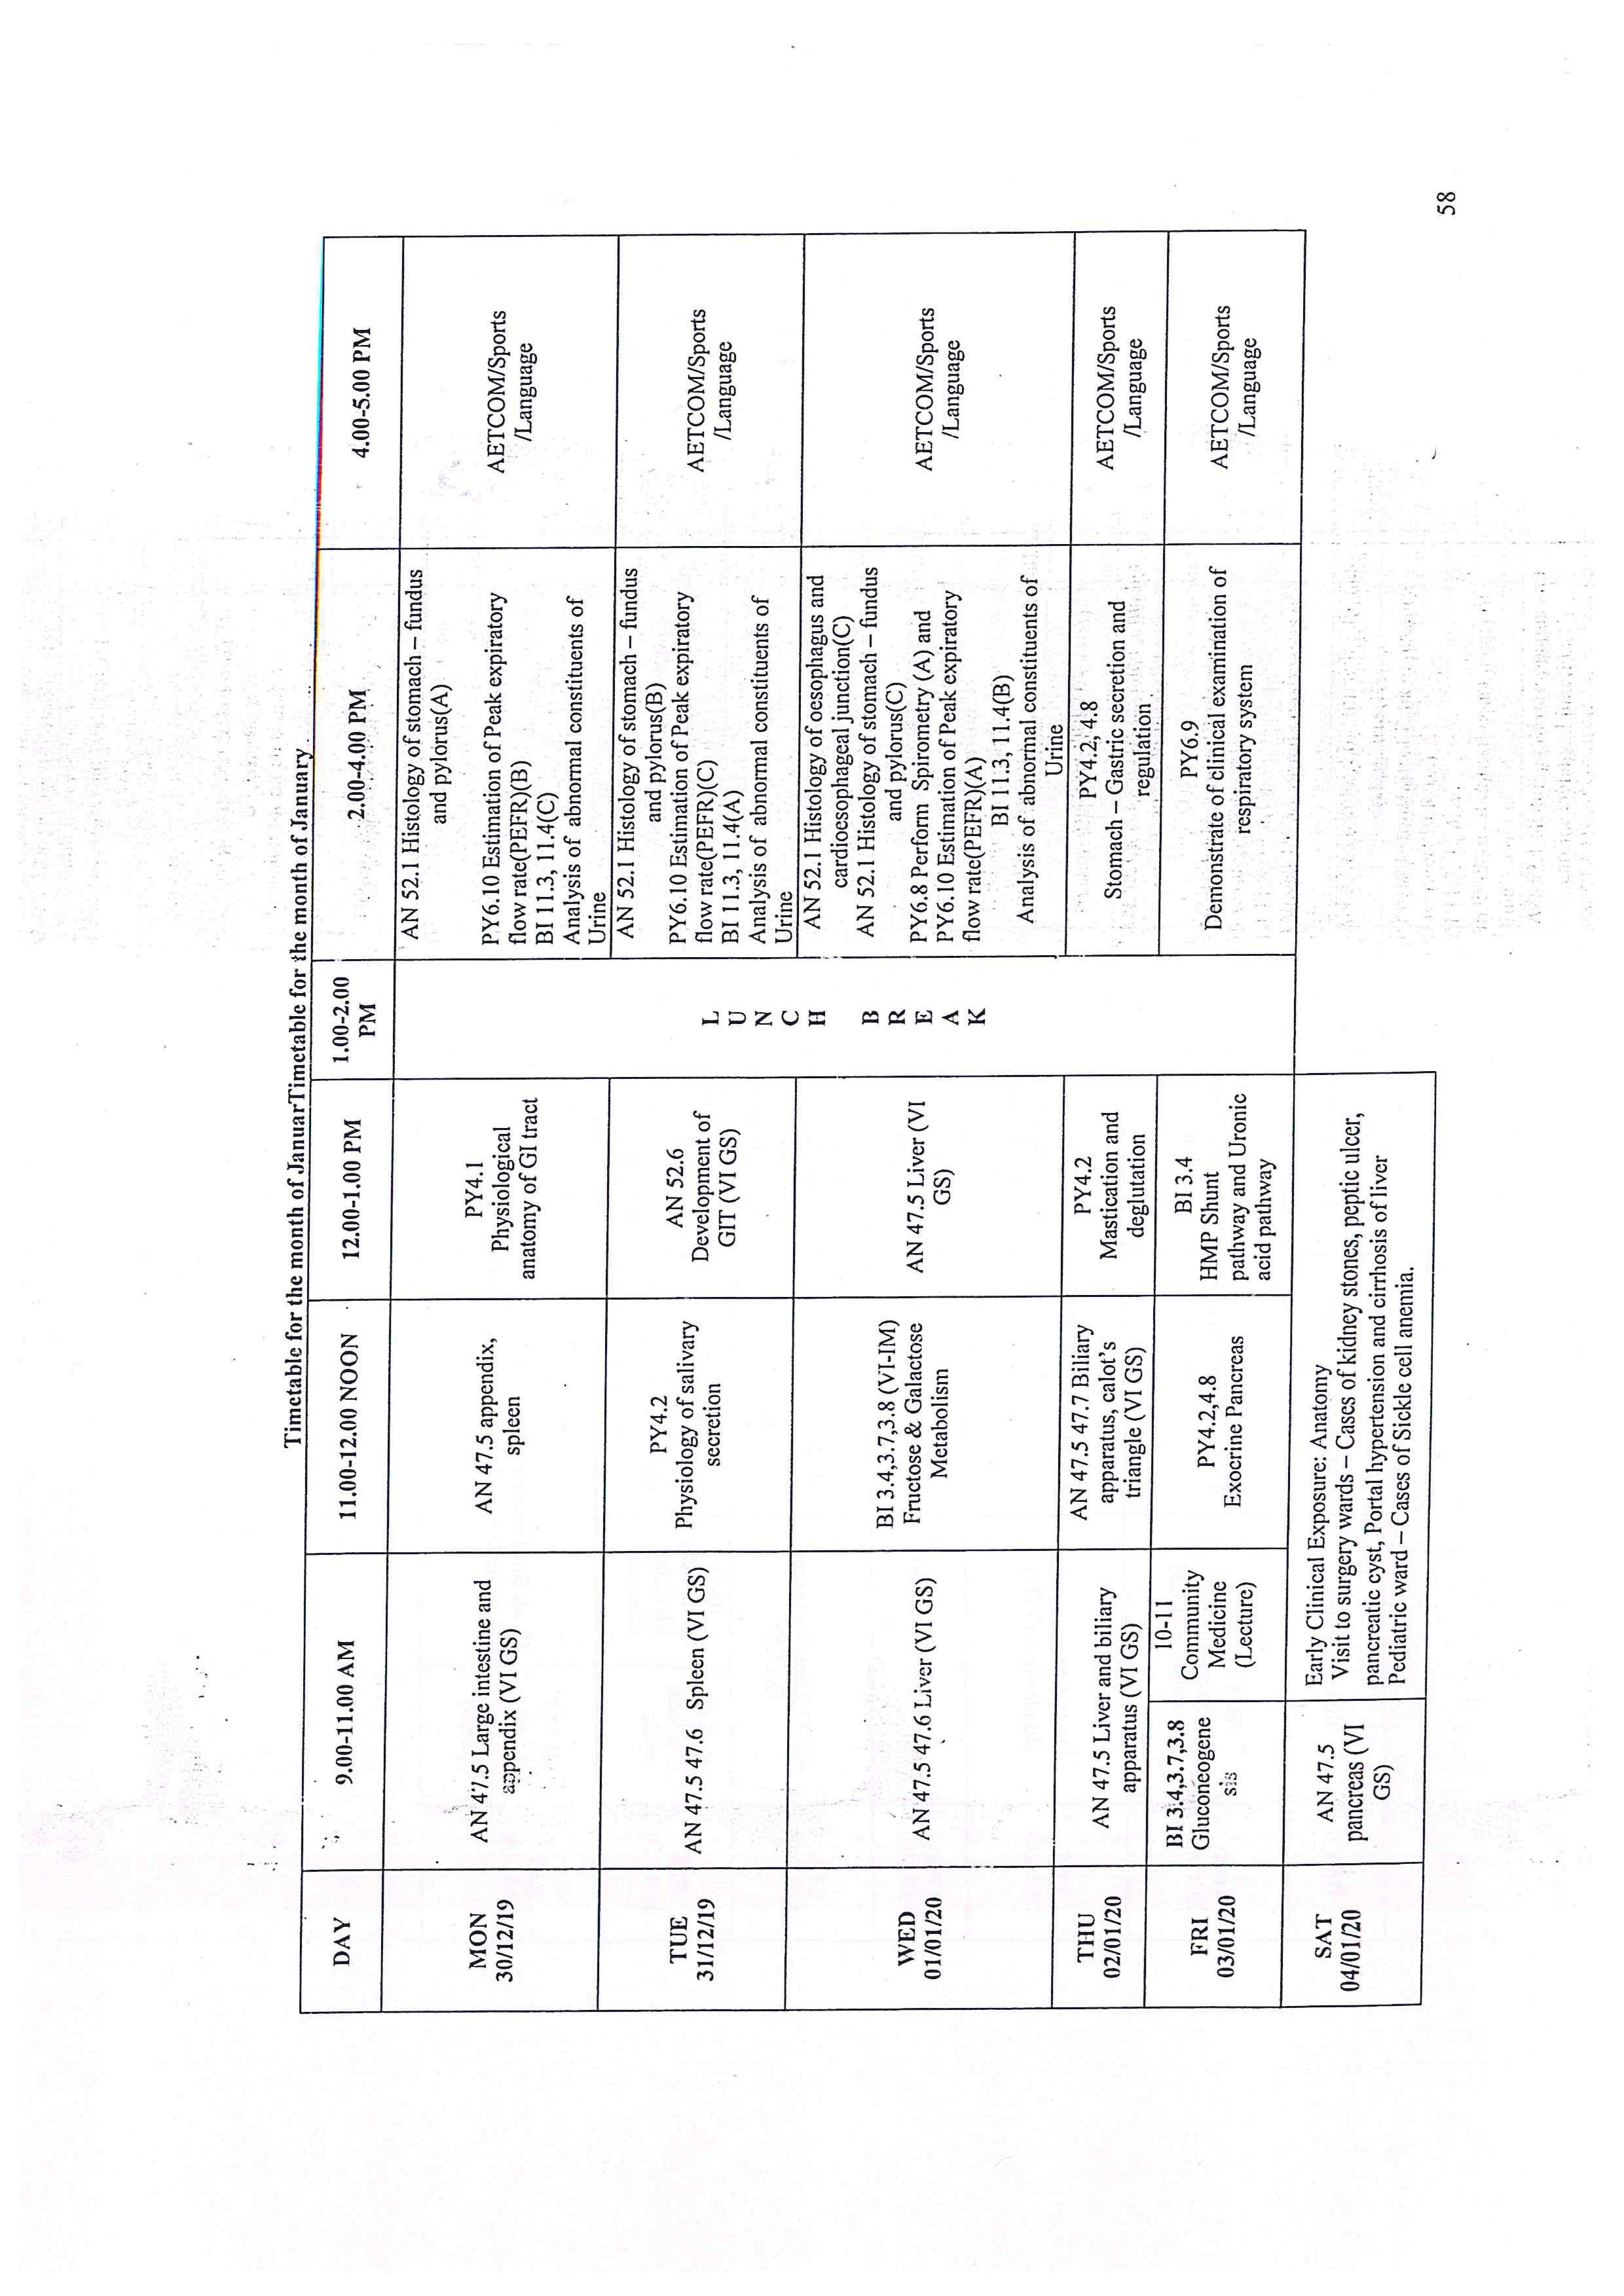 Timetable for the month of JanuarTimetable for the month of January
DAY
9.00-11.00 AM
11.00-12.00 NOON
12.00-1.00 PM
1.00-2.00
PM
2.00-4.00 PM
4.00-5.00 PM
MON
30/12/19
AN 47.5 Large intestine and
appendix (VI GS)
AN 47.5 appendix,
spleen
PY4.1
Physiological
anatomy of GI tract
L
U
N
C
H
B
R
E
A
K
AN 52.1 Histology of stomach – fundus
and pylorus(A)
PY6.10 Estimation of Peak expiratory
flow rate(PEFR)(B)
BI 11.3, 11.4(C)
Analysis of abnormal constituents of
Urine
AETCOM/Sports
/Language
TUE
31/12/19
AN 47.5 47.6 Spleen (VI GS)
PY4.2
Physiology of salivary
secretion
AN 52.6
Development of
GIT (VI GS)
AN 52.1 Histology of stomach – fundus
and pylorus(B)
PY6.10 Estimation of Peak expiratory
flow rate(PEFR)(C)
BI 11.3, 11.4(A)
Analysis of abnormal constituents of
Urine
AETCOM/Sports
/Language
WED
01/01/20
AN 47.5 47.6 Liver (VI GS)
BI 3.4,3.7,3.8 (VI-IM)
Fructose & Galactose
Metabolism
AN 47.5 Liver (VI
GS)
AN 52.1 Histology of oesophagus and
cardioesophageal junction(C)
AN 52.1 Histology of stomach – fundus
and pylorus(C)
PY6.8 Perform Spirometry (A) and
PY6.10 Estimation of Peak expiratory
flow rate(PEFR)(A)
BI 11.3, 11.4(B)
Analysis of abnormal constituents of
Urine
AETCOM/Sports
/Language
THU
02/01/20
AN 47.5 Liver and biliary
apparatus (VI GS)
AN 47.5 47.7 Biliary
apparatus, calot's
triangle (VI GS)
PY4.2
Mastication and
deglutation
PY4.2, 4.8
Stomach – Gastric secretion and
regulation
AETCOM/Sports
/Language
FRI
03/01/20
BI 3.4,3.7,3.8
Gluconeogene
sis
10-11
Community
Medicine
(Lecture)
PY4.2,4.8
Exocrine Pancreas
BI 3.4
HMP Shunt
pathway and Uronic
acid pathway
PY6.9
Demonstrate of clinical examination of
respiratory system
AETCOM/Sports
/Language
SAT
04/01/20
AN 47.5
pancreas (VI
GS)
Early Clinical Exposure: Anatomy
Visit to surgery wards – Cases of kidney stones, peptic ulcer,
pancreatic cyst, Portal hypertension and cirrhosis of liver
Pediatric ward – Cases of Sickle cell anemia.
58